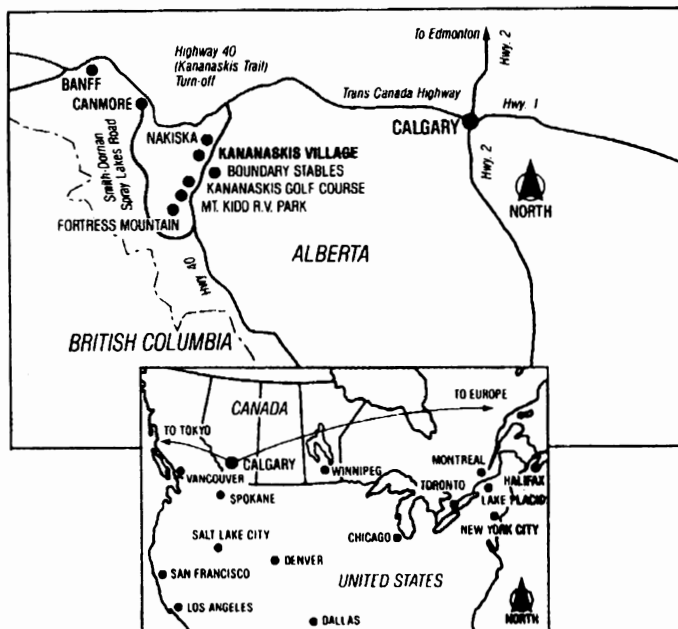 To Edmonton
Hwy. 2
Highway 40
(Kananaskis Trail)
Turn-off
BANFF
CANMORE
Trans Canada Highway
Hwy. 1
CALGARY
NAKISKA
KANANASKIS VILLAGE
BOUNDARY STABLES
KANANASKIS GOLF COURSE
MT. KIDO R.V. PARK
FORTRESS MOUNTAIN
Smith-Dornan
Spray Lakes Road
Hwy. 2
NORTH
ALBERTA
Hwy 40
BRITISH COLUMBIA
CANADA
TO EUROPE
TO TOKYO
CALGARY
VANCOUVER
WINNIPEG
MONTREAL
HALIFAX
SPOKANE
TORONTO
LAKE PLACID
NEW YORK CITY
SALT LAKE CITY
CHICAGO
DENVER
SAN FRANCISCO
UNITED STATES
LOS ANGELES
DALLAS
NORTH